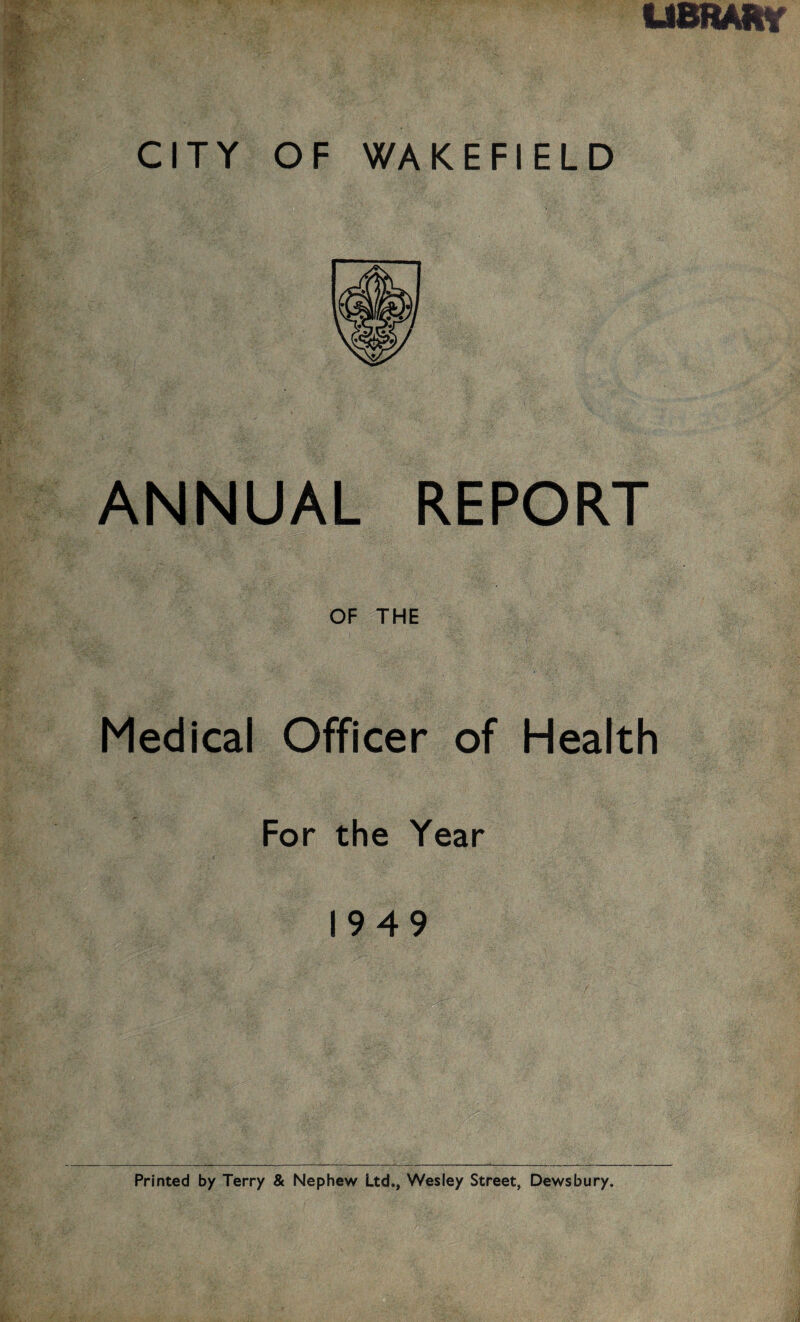 LIBRARY
CITY OF WAKEFIELD
ANNUAL REPORT
OF THE
Medical Officer of Health
For the Year
1949
Printed by Terry & Nephew Ltd., Wesley Street, Dewsbury.